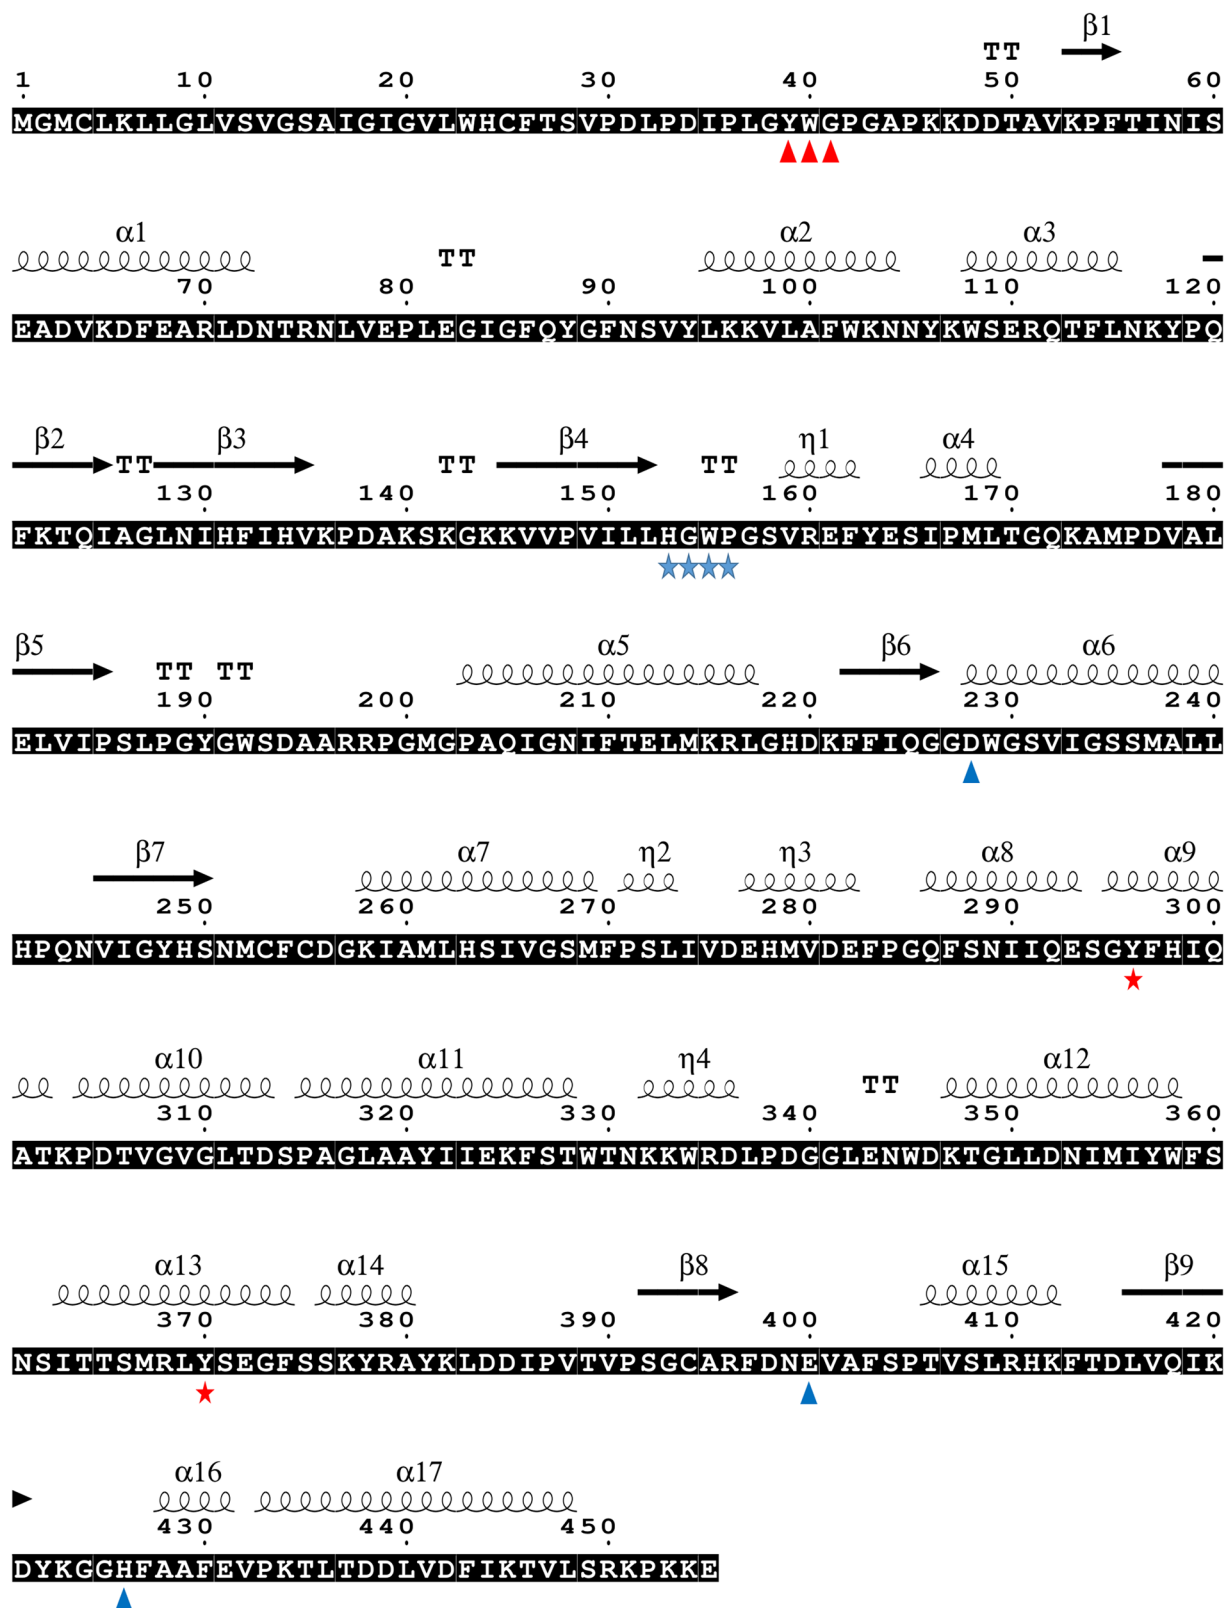 β1
TT
1 10 20 30 40 50 60
MGMCLKLLGLVSVGSAIGIGVLWHCFTSVPDLPDIPLGYWGPGAPKKDDTAVKPFTINIS
α1 TT α2 α3
70 80 90 100 110 120
EADVKDFEARLDNTRNLVEPLEGIGFQYGFNSVYLKKVLAFWKNNYKWSERQTFLNKYPQ
β2 TT β3 TT β4 TT η1 α4
130 140 150 160 170 180
FKTQIAGLNIHFIHVKPDAKSKGKKVVPVILLHGWPGSVREFYESIPMLTGQKAMPDVAL
β5 TT TT α5 β6 α6
190 200 210 220 230 240
ELVIPSLPGYGWSDAARRPGMGPAQIGNIFTELMKRLGHDKFFIQGGDWGSVIGSSMALL
β7 α7 η2 η3 α8 α9
250 260 270 280 290 300
HPQNVIGYHSNMCFCDGKIAMLHSIVGSMFPSLIVDEHMVDEFPGQFSNIIQESGYFHIQ
α10 α11 η4 TT α12
310 320 330 340 350 360
ATKPDTVGVGLTDSPAGLAAYIIEKFSTWTNKKWRDLPDGGLENWDKTGLLDNIMIYWFS
α13 α14 β8 α15 β9
370 380 390 400 410 420
NSITTSMRLYSEGFSSKYRAYKLDDIPVTVPSGCARFDNEVAFSPTVSLRHKFTDLVQIK
α16 α17
430 440 450
DYKGGHFAAFEVPKTLTDDLVDFIKTVLSRKPKKE